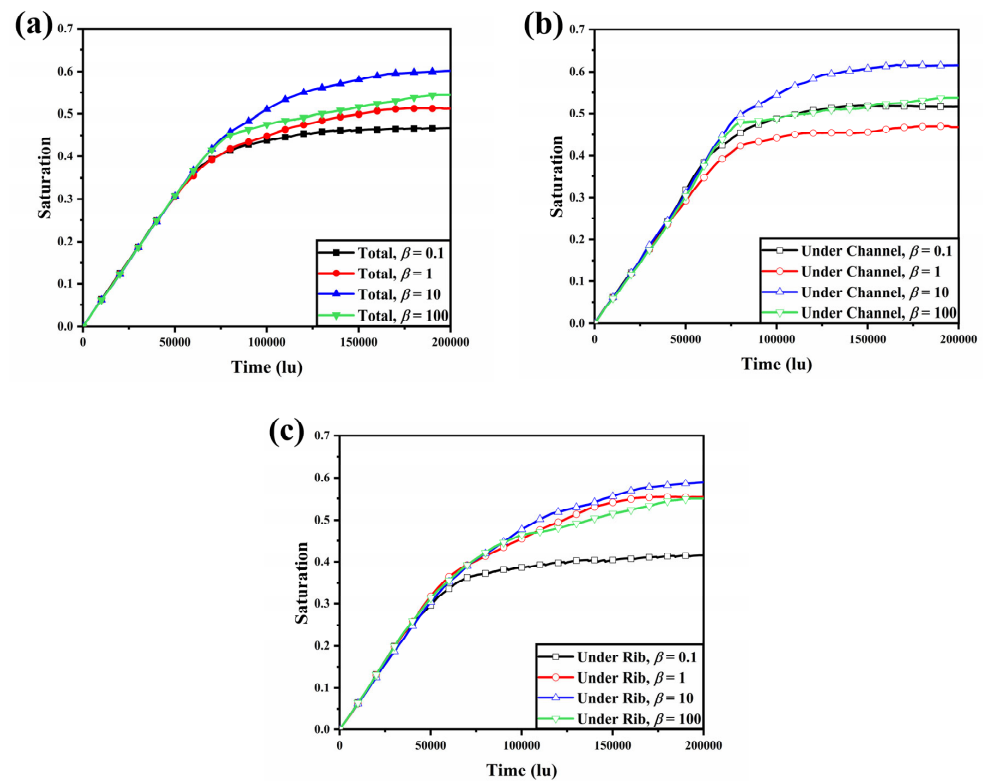 (a)
0.7
0.6
0.5
0.4
0.3
0.2
0.1
0.0
Saturation
Total, β = 0.1
Total, β = 1
Total, β = 10
Total, β = 100
0 50000 100000 150000 200000
Time (lu)
(b)
0.7
0.6
0.5
0.4
0.3
0.2
0.1
0.0
Saturation
Under Channel, β = 0.1
Under Channel, β = 1
Under Channel, β = 10
Under Channel, β = 100
0 50000 100000 150000 200000
Time (lu)
(c)
0.7
0.6
0.5
0.4
0.3
0.2
0.1
0.0
Saturation
Under Rib, β = 0.1
Under Rib, β = 1
Under Rib, β = 10
Under Rib, β = 100
0 50000 100000 150000 200000
Time (lu)